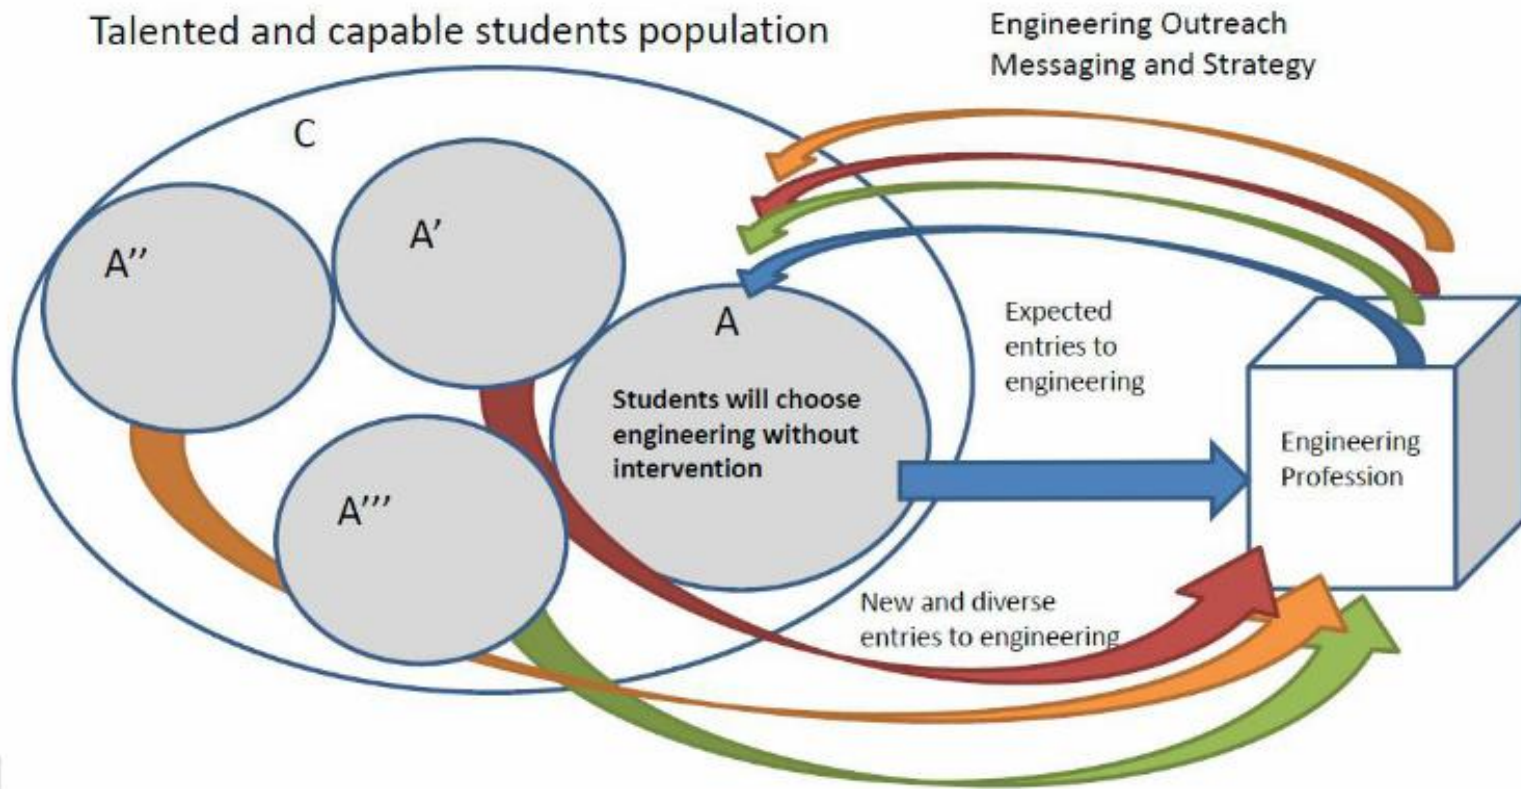 Talented and capable students population
Engineering Outreach
Messaging and Strategy
C
A'
A''
A
Students will choose
engineering without
intervention
A'''
Expected
entries to
engineering
Engineering
Profession
New and diverse
entries to engineering